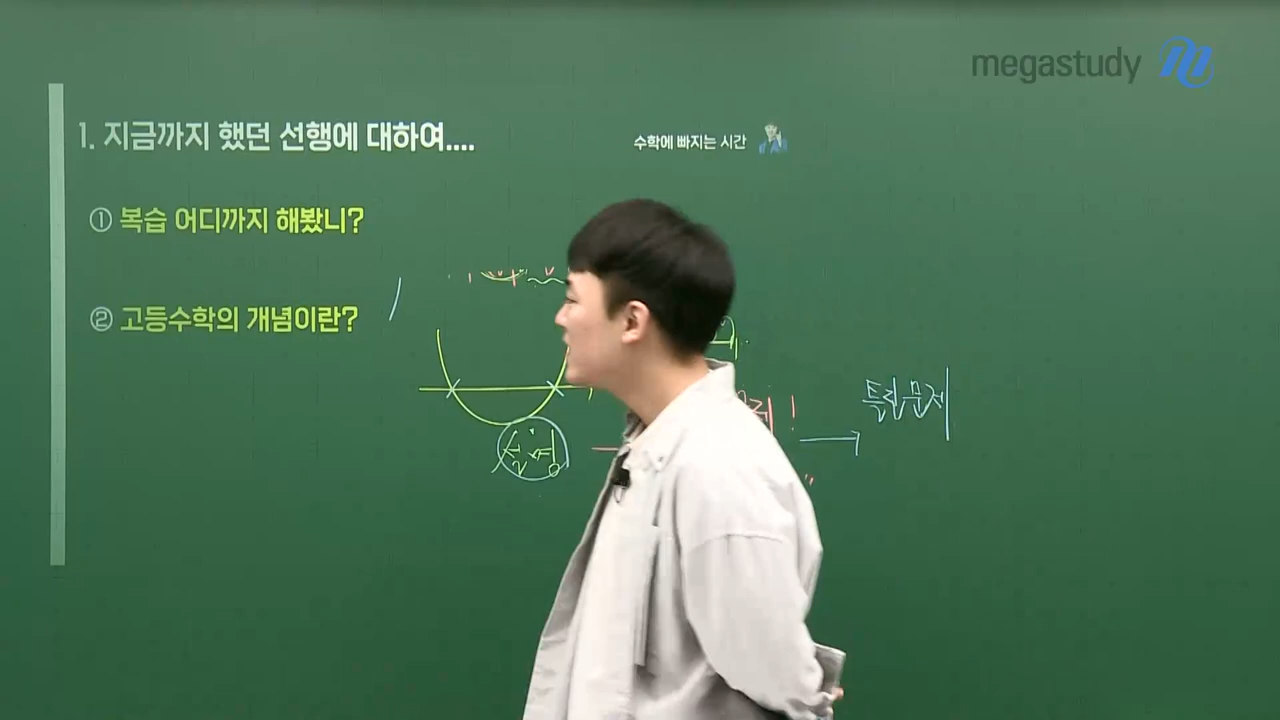 megastudy
1. 지금까지 했던 선행에 대하여....
수학에 빠지는 시간
① 복습 어디까지 해봤니?
② 고등수학의 개념이란?
틀린 문제